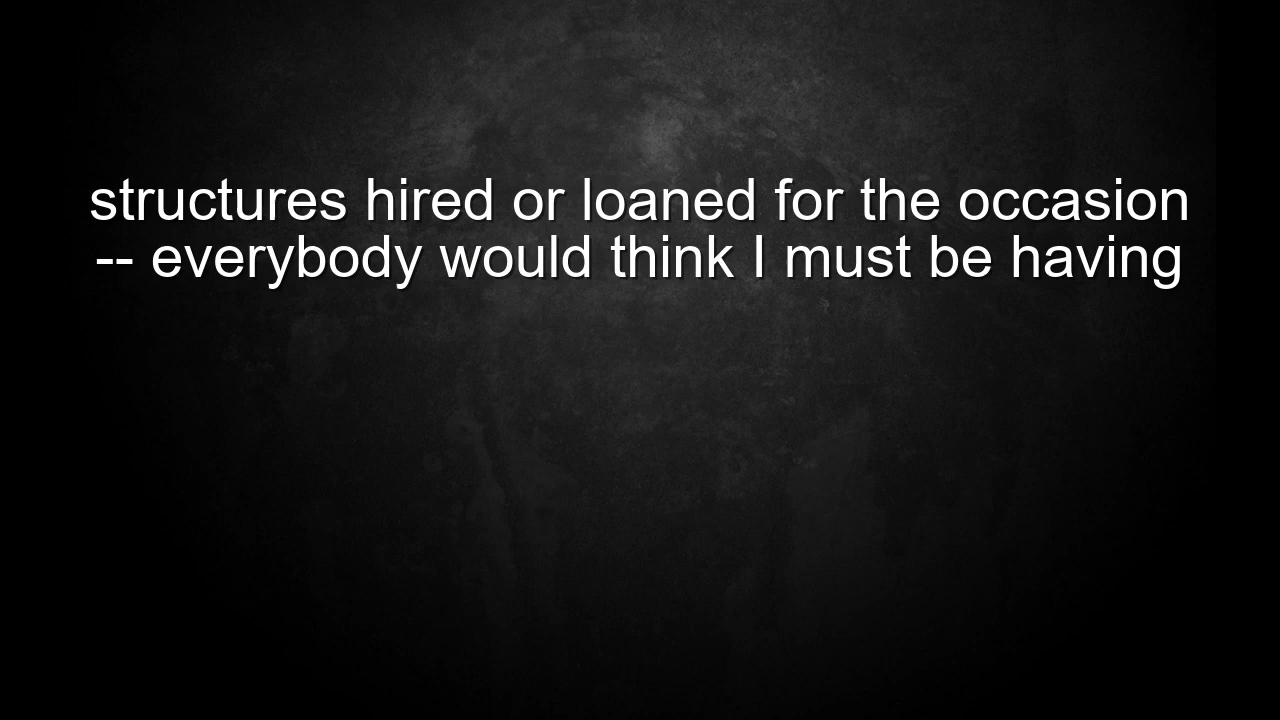 structures hired or loaned for the occasion
-- everybody would think I must be having